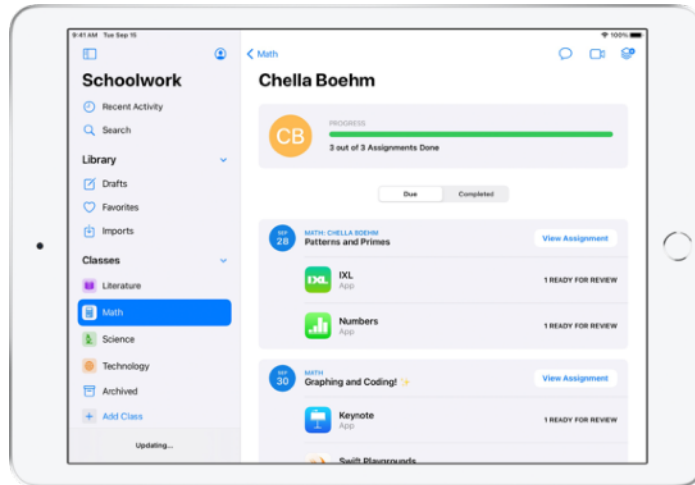 9:41 AM Tue Sep 15
100%
Schoolwork
Recent Activity
Search
Library
Drafts
Favorites
Imports
Classes
Literature
Math
Science
Technology
Archived
Add Class
Updating...
Math
Chella Boehm
CB
PROGRESS
3 out of 3 Assignments Done
Due Completed
SEP 28
MATH: CHELLA BOEHM
Patterns and Primes
View Assignment
IXL
IXL
App
1 READY FOR REVIEW
Numbers
App
1 READY FOR REVIEW
SEP 30
MATH
Graphing and Coding! ✨
View Assignment
Keynote
App
1 READY FOR REVIEW
Swift Playgrounds